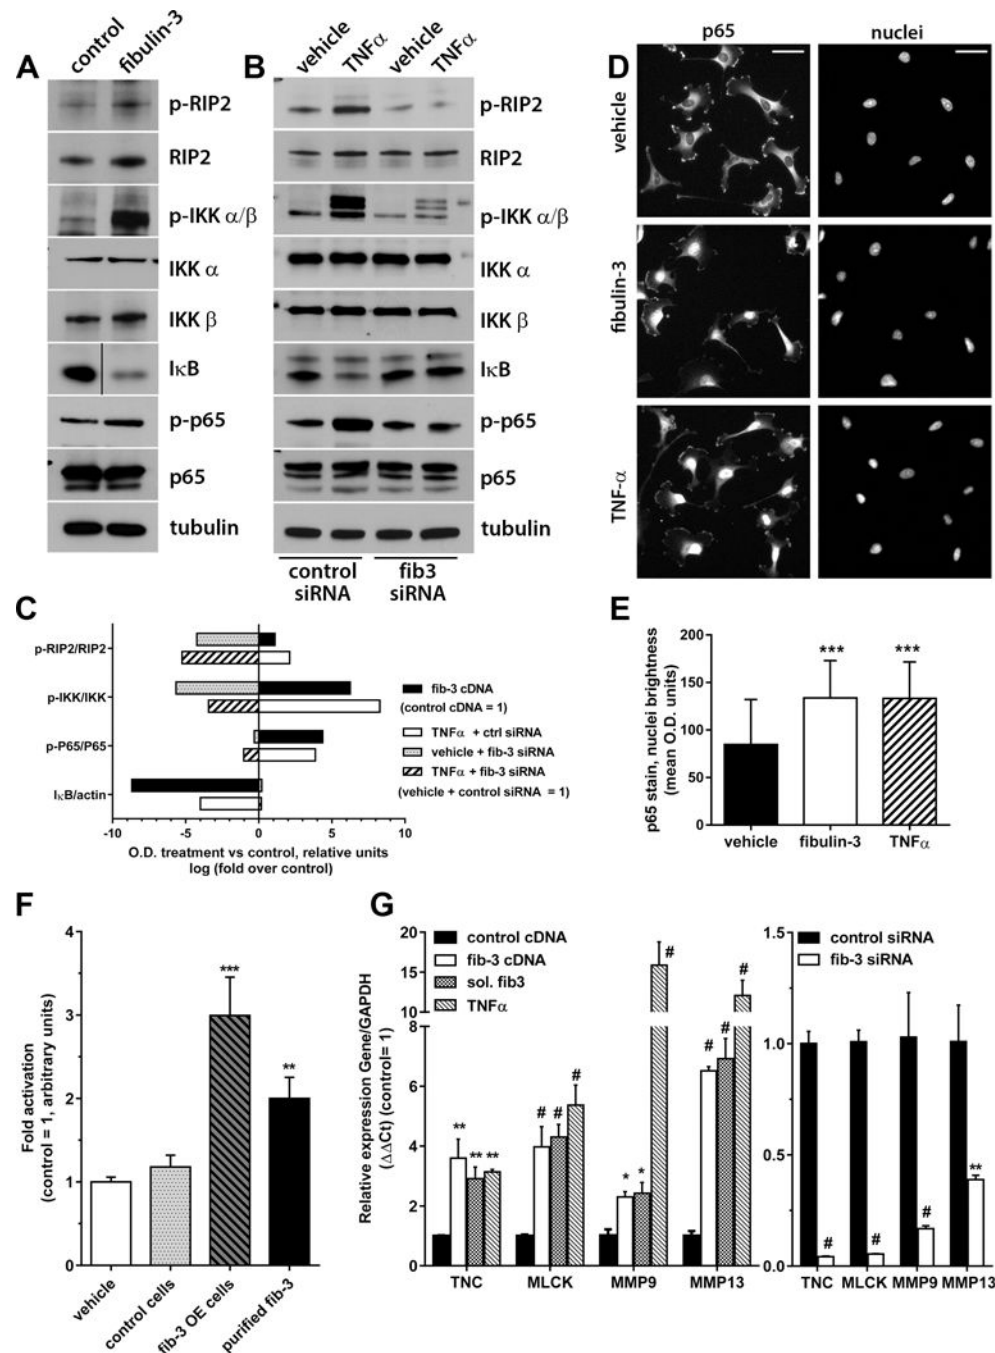 A
control
fibulin-3
p-RIP2
RIP2
p-IKK α/β
IKK α
IKK β
IκB
p-p65
p65
tubulin
B
vehicle
TNFα
vehicle
TNFα
p-RIP2
RIP2
p-IKK α/β
IKK α
IKK β
IκB
p-p65
p65
tubulin
control
siRNA
fib3
siRNA
D
p65
nuclei
vehicle
fibulin-3
TNF-α
C
p-RIP2/RIP2
p-IKK/IKK
p-P65/P65
IκB/actin
-10
-5
0
5
10
O.D. treatment vs control, relative units
log (fold over control)
fib-3 cDNA
(control cDNA = 1)
TNFα + ctrl siRNA
vehicle + fib-3 siRNA
TNFα + fib-3 siRNA
(vehicle + control siRNA = 1)
E
p65 stain, nuclei brightness
(mean O.D. units)
200
150
100
50
0
***
***
vehicle
fibulin-3
TNFα
F
Fold activation
(control = 1, arbitrary units)
4
3
2
1
0
***
**
vehicle
control cells
fib-3 OE cells
purified fib-3
G
Relative expression Gene/GAPDH
(ΔΔCt) (control= 1)
20
15
10
8
6
4
2
0
control cDNA
fib-3 cDNA
sol. fib3
TNFα
**
**
**
#
#
#
*
*
#
#
#
#
TNC
MLCK
MMP9
MMP13
1.5
1.0
0.5
0.0
control siRNA
fib-3 siRNA
#
#
#
**
TNC
MLCK
MMP9
MMP13